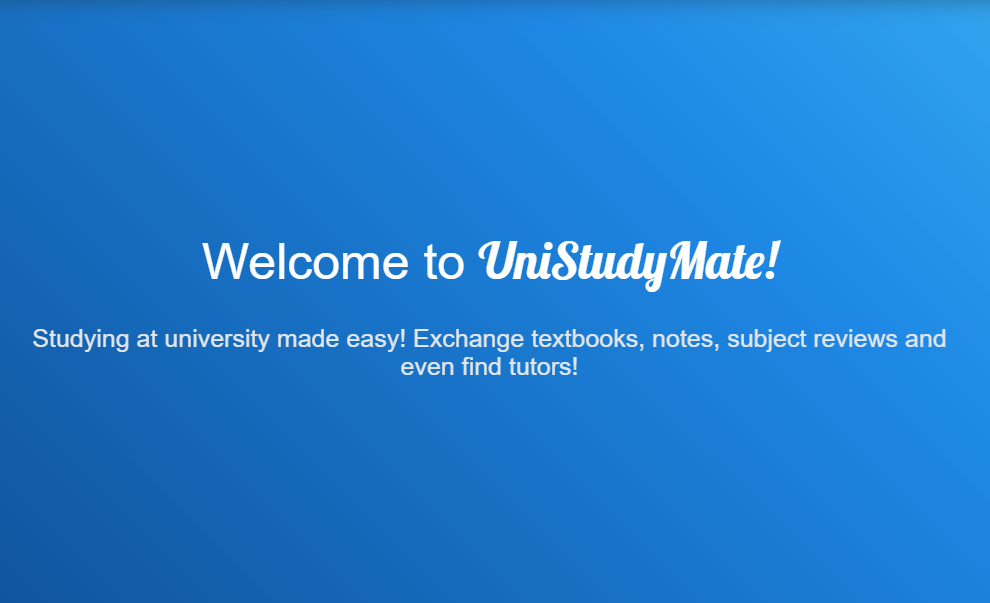 Welcome to UniStudyMate!
Studying at university made easy! Exchange textbooks, notes, subject reviews and
even find tutors!